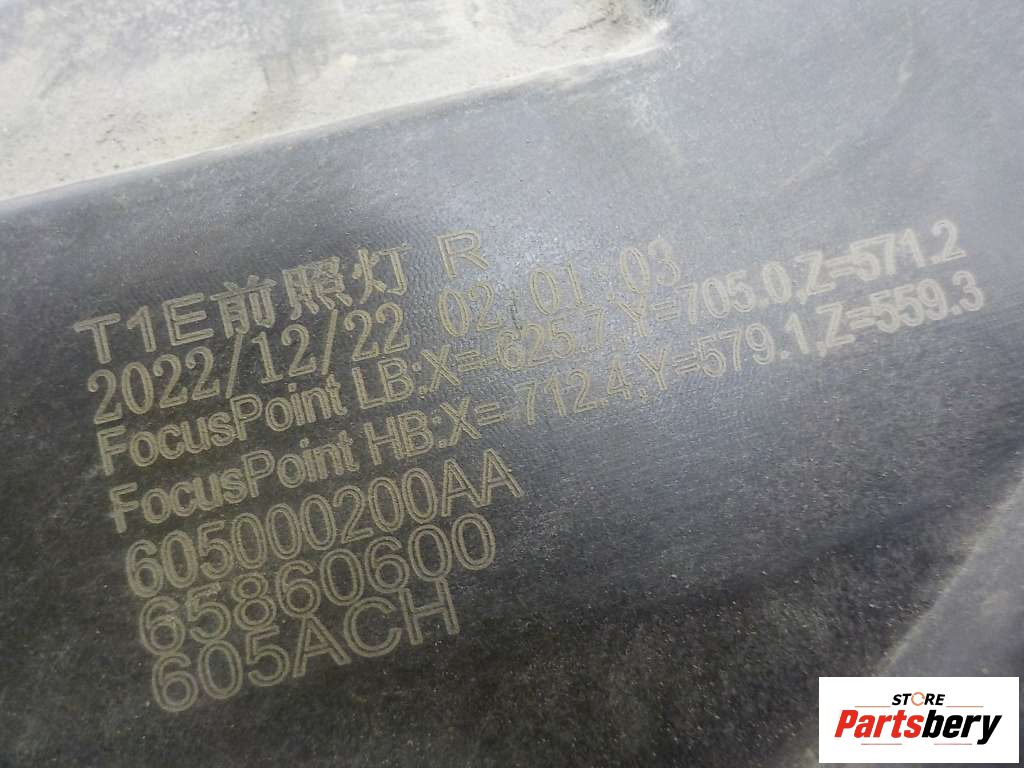 T1E前照灯 R
2022/12/22 02 01:03
FocusPoint LB:X=-625.7,Y=705.0,Z=571.2
FocusPoint HB:X=-712.4,Y=579.1,Z=559.3
605000200AA
65860600
605ACH
STORE
Partsbery